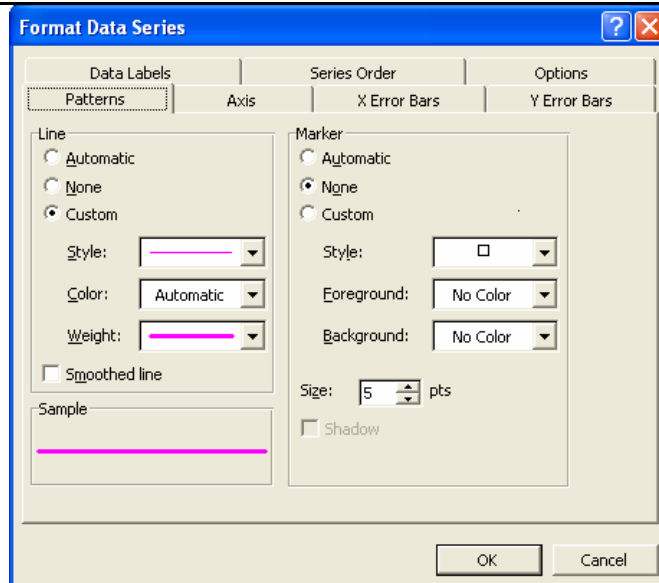 Format Data Series
Data Labels
Series Order
Options
Patterns
Axis
X Error Bars
Y Error Bars
Line
Automatic
None
Custom
Style:
Color:
Automatic
Weight:
Smoothed line
Sample
Marker
Automatic
None
Custom
Style:
Foreground:
No Color
Background:
No Color
Size:
5
pts
Shadow
OK
Cancel